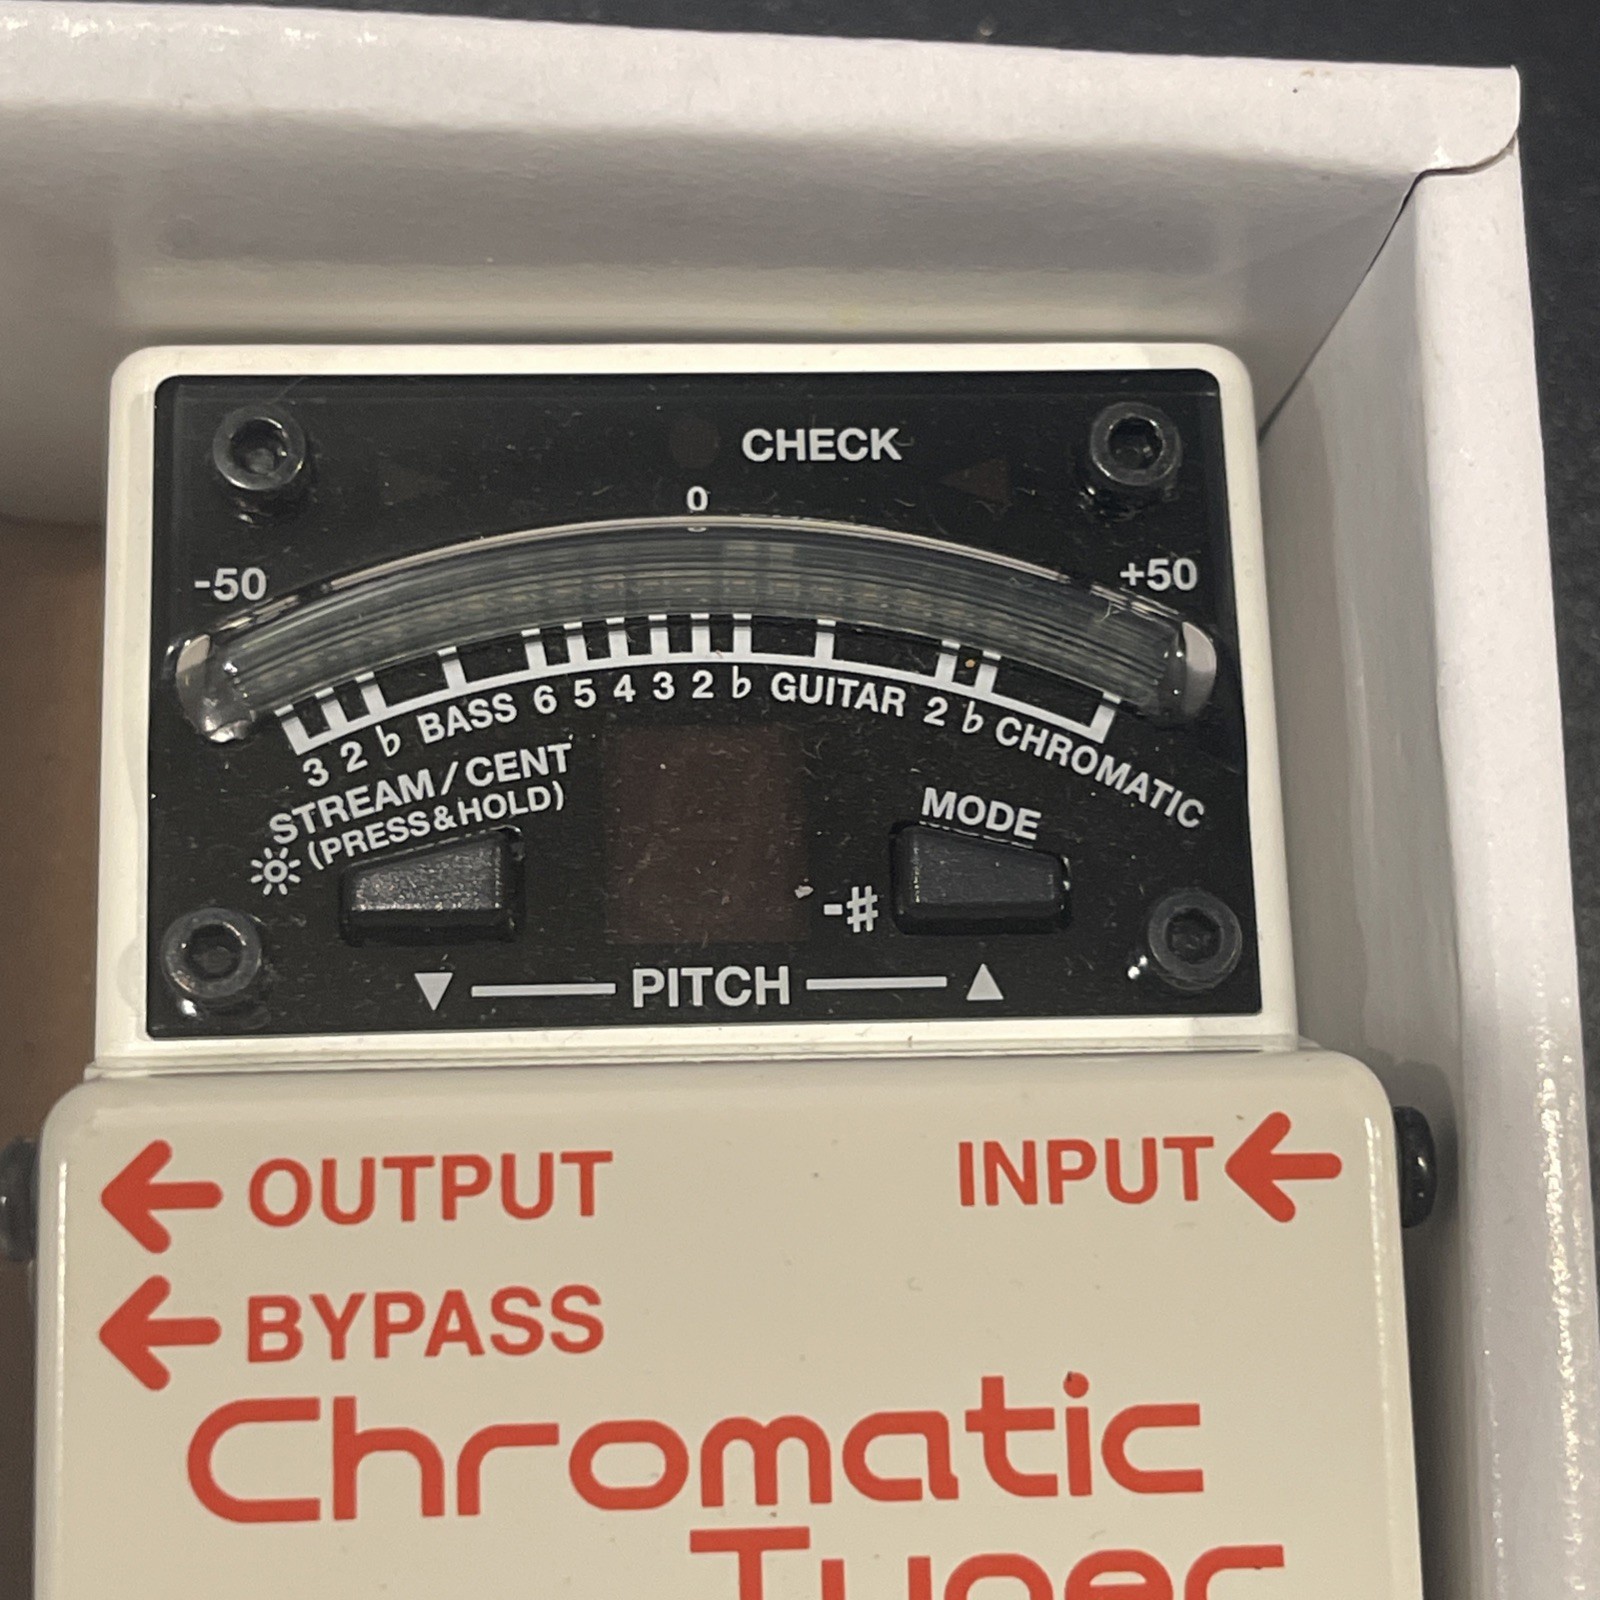 CHECK
0
-50 +50
3 2 ♭ BASS 6 5 4 3 2 ♭ GUITAR 2 ♭ CHROMATIC
STREAM/CENT
(PRESS&HOLD)
MODE
-♯
▼ PITCH ▲
← OUTPUT INPUT ←
← BYPASS
Chromatic
Tuner